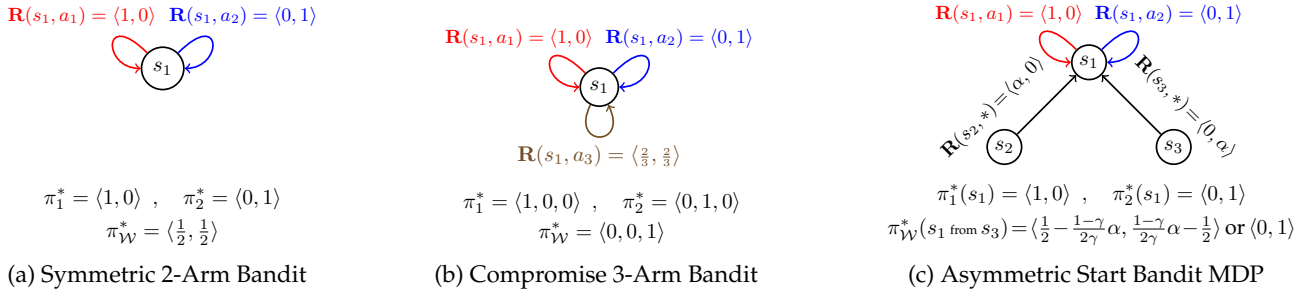 R(s₁, a₁) = ⟨1, 0⟩ R(s₁, a₂) = ⟨0, 1⟩
s₁
π₁* = ⟨1, 0⟩ , π₂* = ⟨0, 1⟩
π𝒲* = ⟨1/2, 1/2⟩
(a) Symmetric 2-Arm Bandit
R(s₁, a₁) = ⟨1, 0⟩ R(s₁, a₂) = ⟨0, 1⟩
s₁
R(s₁, a₃) = ⟨2/3, 2/3⟩
π₁* = ⟨1, 0, 0⟩ , π₂* = ⟨0, 1, 0⟩
π𝒲* = ⟨0, 0, 1⟩
(b) Compromise 3-Arm Bandit
R(s₁, a₁) = ⟨1, 0⟩ R(s₁, a₂) = ⟨0, 1⟩
s₁
R(s₂, *)=⟨α, 0⟩
R(s₃, *)=⟨0, α⟩
s₂
s₃
π₁*(s₁) = ⟨1, 0⟩ , π₂*(s₁) = ⟨0, 1⟩
π𝒲*(s₁ from s₃) = ⟨1/2 − (1−γ)/(2γ) α, (1−γ)/(2γ) α − 1/2⟩ or ⟨0, 1⟩
(c) Asymmetric Start Bandit MDP